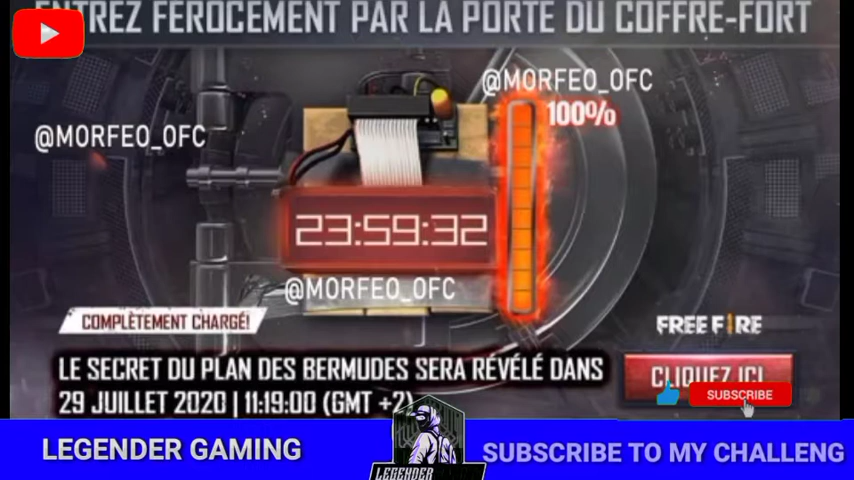 ENTREZ FÉROCEMENT PAR LA PORTE DU COFFRE-FORT
@MORFEO_OFC
100%
@MORFEO_OFC
23:59:32
@MORFEO_OFC
COMPLÈTEMENT CHARGÉ!
FREE FIRE
LE SECRET DU PLAN DES BERMUDES SERA RÉVÉLÉ DANS
29 JUILLET 2020 | 11:19:00 (GMT +2)
CLIQUEZ ICI
SUBSCRIBE
LEGENDER GAMING
SUBSCRIBE TO MY CHALLENG
LEGENDER